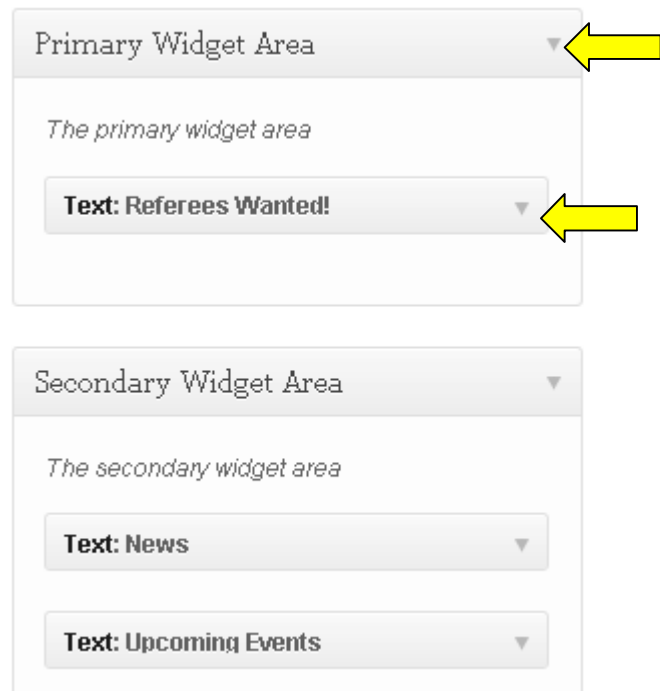 Primary Widget Area
The primary widget area
Text: Referees Wanted!
Secondary Widget Area
The secondary widget area
Text: News
Text: Upcoming Events